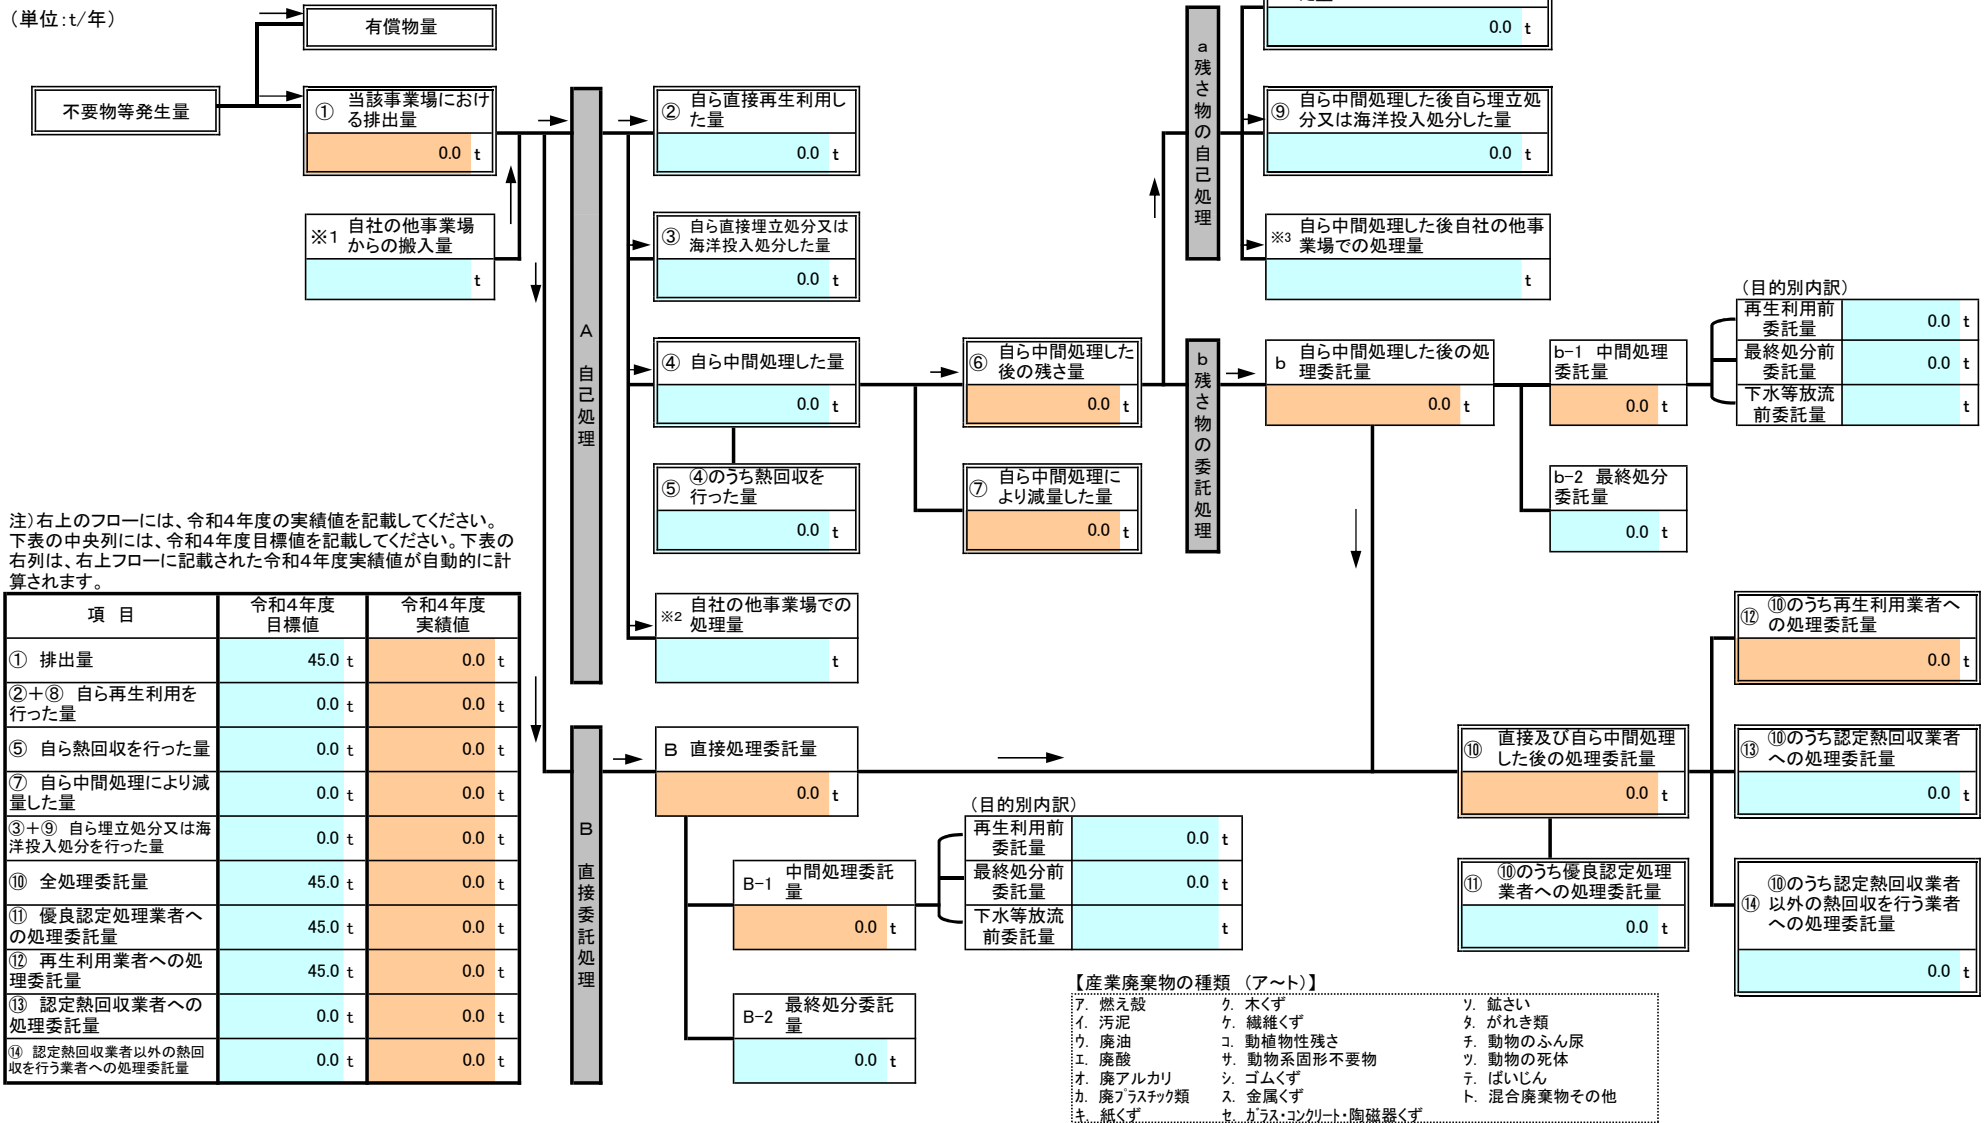 （単位：t/年）
有償物量
不要物等発生量
① 当該事業場におけ
る排出量
0.0 t
※1 自社の他事業場
からの搬入量
t
A 自己処理
② 自ら直接再生利用し
た量
0.0 t
③ 自ら直接埋立処分又は
海洋投入処分した量
0.0 t
④ 自ら中間処理した量
0.0 t
⑤ ④のうち熱回収を
行った量
0.0 t
※2 自社の他事業場での
処理量
t
⑥ 自ら中間処理した
後の残さ量
0.0 t
⑦ 自ら中間処理に
より減量した量
0.0 t
a 残さ物の自己処理
0.0 t
⑨ 自ら中間処理した後自ら埋立処
分又は海洋投入処分した量
0.0 t
※3 自ら中間処理した後自社の他事
業場での処理量
t
b 残さ物の委託処理
b 自ら中間処理した後の処
理委託量
0.0 t
b-1 中間処理
委託量
0.0 t
b-2 最終処分
委託量
0.0 t
（目的別内訳）
再生利用前
委託量 0.0 t
最終処分前
委託量 0.0 t
下水等放流
前委託量 t
注）右上のフローには、令和4年度の実績値を記載してください。
下表の中央列には、令和4年度目標値を記載してください。下表の
右列は、右上フローに記載された令和4年度実績値が自動的に計
算されます。
項 目 令和4年度
目標値 令和4年度
実績値
① 排出量 45.0 t 0.0 t
②＋⑧ 自ら再生利用を
行った量 0.0 t 0.0 t
⑤ 自ら熱回収を行った量 0.0 t 0.0 t
⑦ 自ら中間処理により減
量した量 0.0 t 0.0 t
③＋⑨ 自ら埋立処分又は海
洋投入処分を行った量 0.0 t 0.0 t
⑩ 全処理委託量 45.0 t 0.0 t
⑪ 優良認定処理業者へ
の処理委託量 45.0 t 0.0 t
⑫ 再生利用業者への処
理委託量 45.0 t 0.0 t
⑬ 認定熱回収業者への
処理委託量 0.0 t 0.0 t
⑭ 認定熱回収業者以外の熱回
収を行う業者への処理委託量 0.0 t 0.0 t
B 直接委託処理
B 直接処理委託量
0.0 t
B-1 中間処理委託
量
0.0 t
B-2 最終処分委託
量
0.0 t
（目的別内訳）
再生利用前
委託量 0.0 t
最終処分前
委託量 0.0 t
下水等放流
前委託量 t
⑩ 直接及び自ら中間処理
した後の処理委託量
0.0 t
⑪ ⑩のうち優良認定処理
業者への処理委託量
0.0 t
⑫ ⑩のうち再生利用業者へ
の処理委託量
0.0 t
⑬ ⑩のうち認定熱回収業者
への処理委託量
0.0 t
⑭ ⑩のうち認定熱回収業者
以外の熱回収を行う業者
への処理委託量
0.0 t
【産業廃棄物の種類 （ア～ト）】
ア. 燃え殻 ク. 木くず ソ. 鉱さい
イ. 汚泥 ケ. 繊維くず タ. がれき類
ウ. 廃油 コ. 動植物性残さ チ. 動物のふん尿
エ. 廃酸 サ. 動物系固形不要物 ツ. 動物の死体
オ. 廃アルカリ シ. ゴムくず テ. ばいじん
カ. 廃プラスチック類 ス. 金属くず ト. 混合廃棄物その他
キ. 紙くず セ. ガラス・コンクリート・陶磁器くず